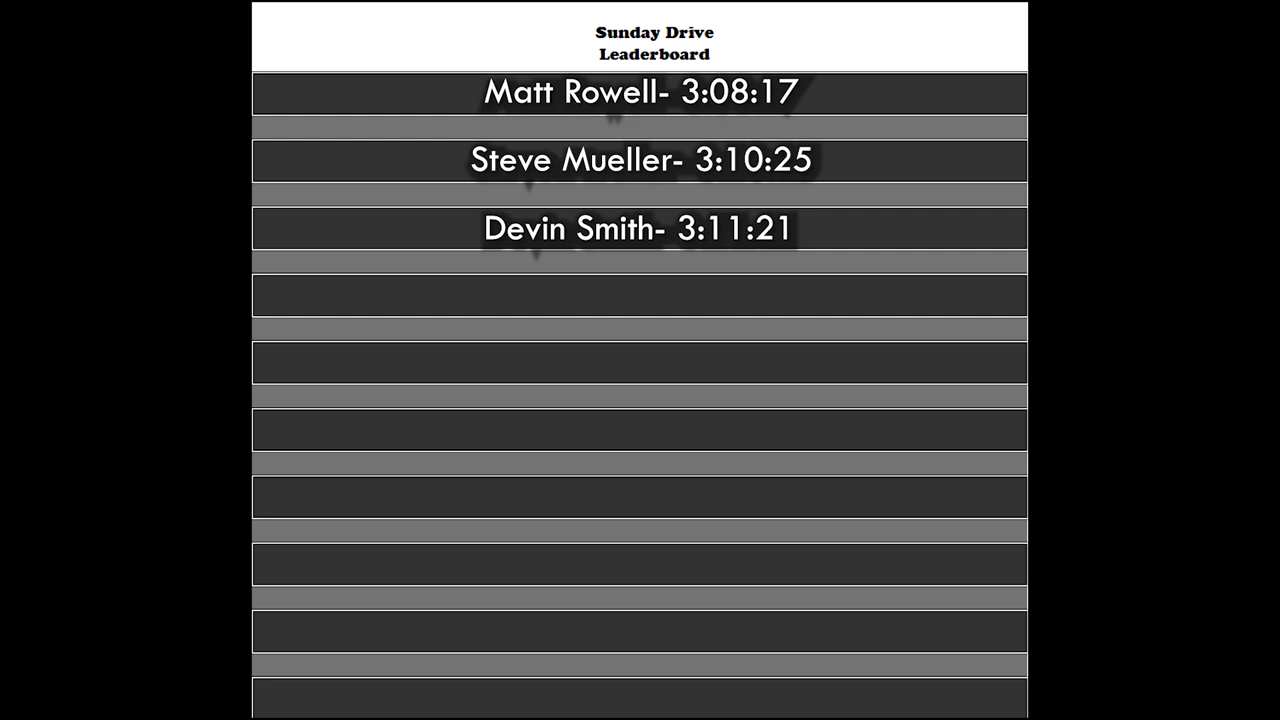 Sunday Drive
Leaderboard
Matt Rowell- 3:08:17
Steve Mueller- 3:10:25
Devin Smith- 3:11:21